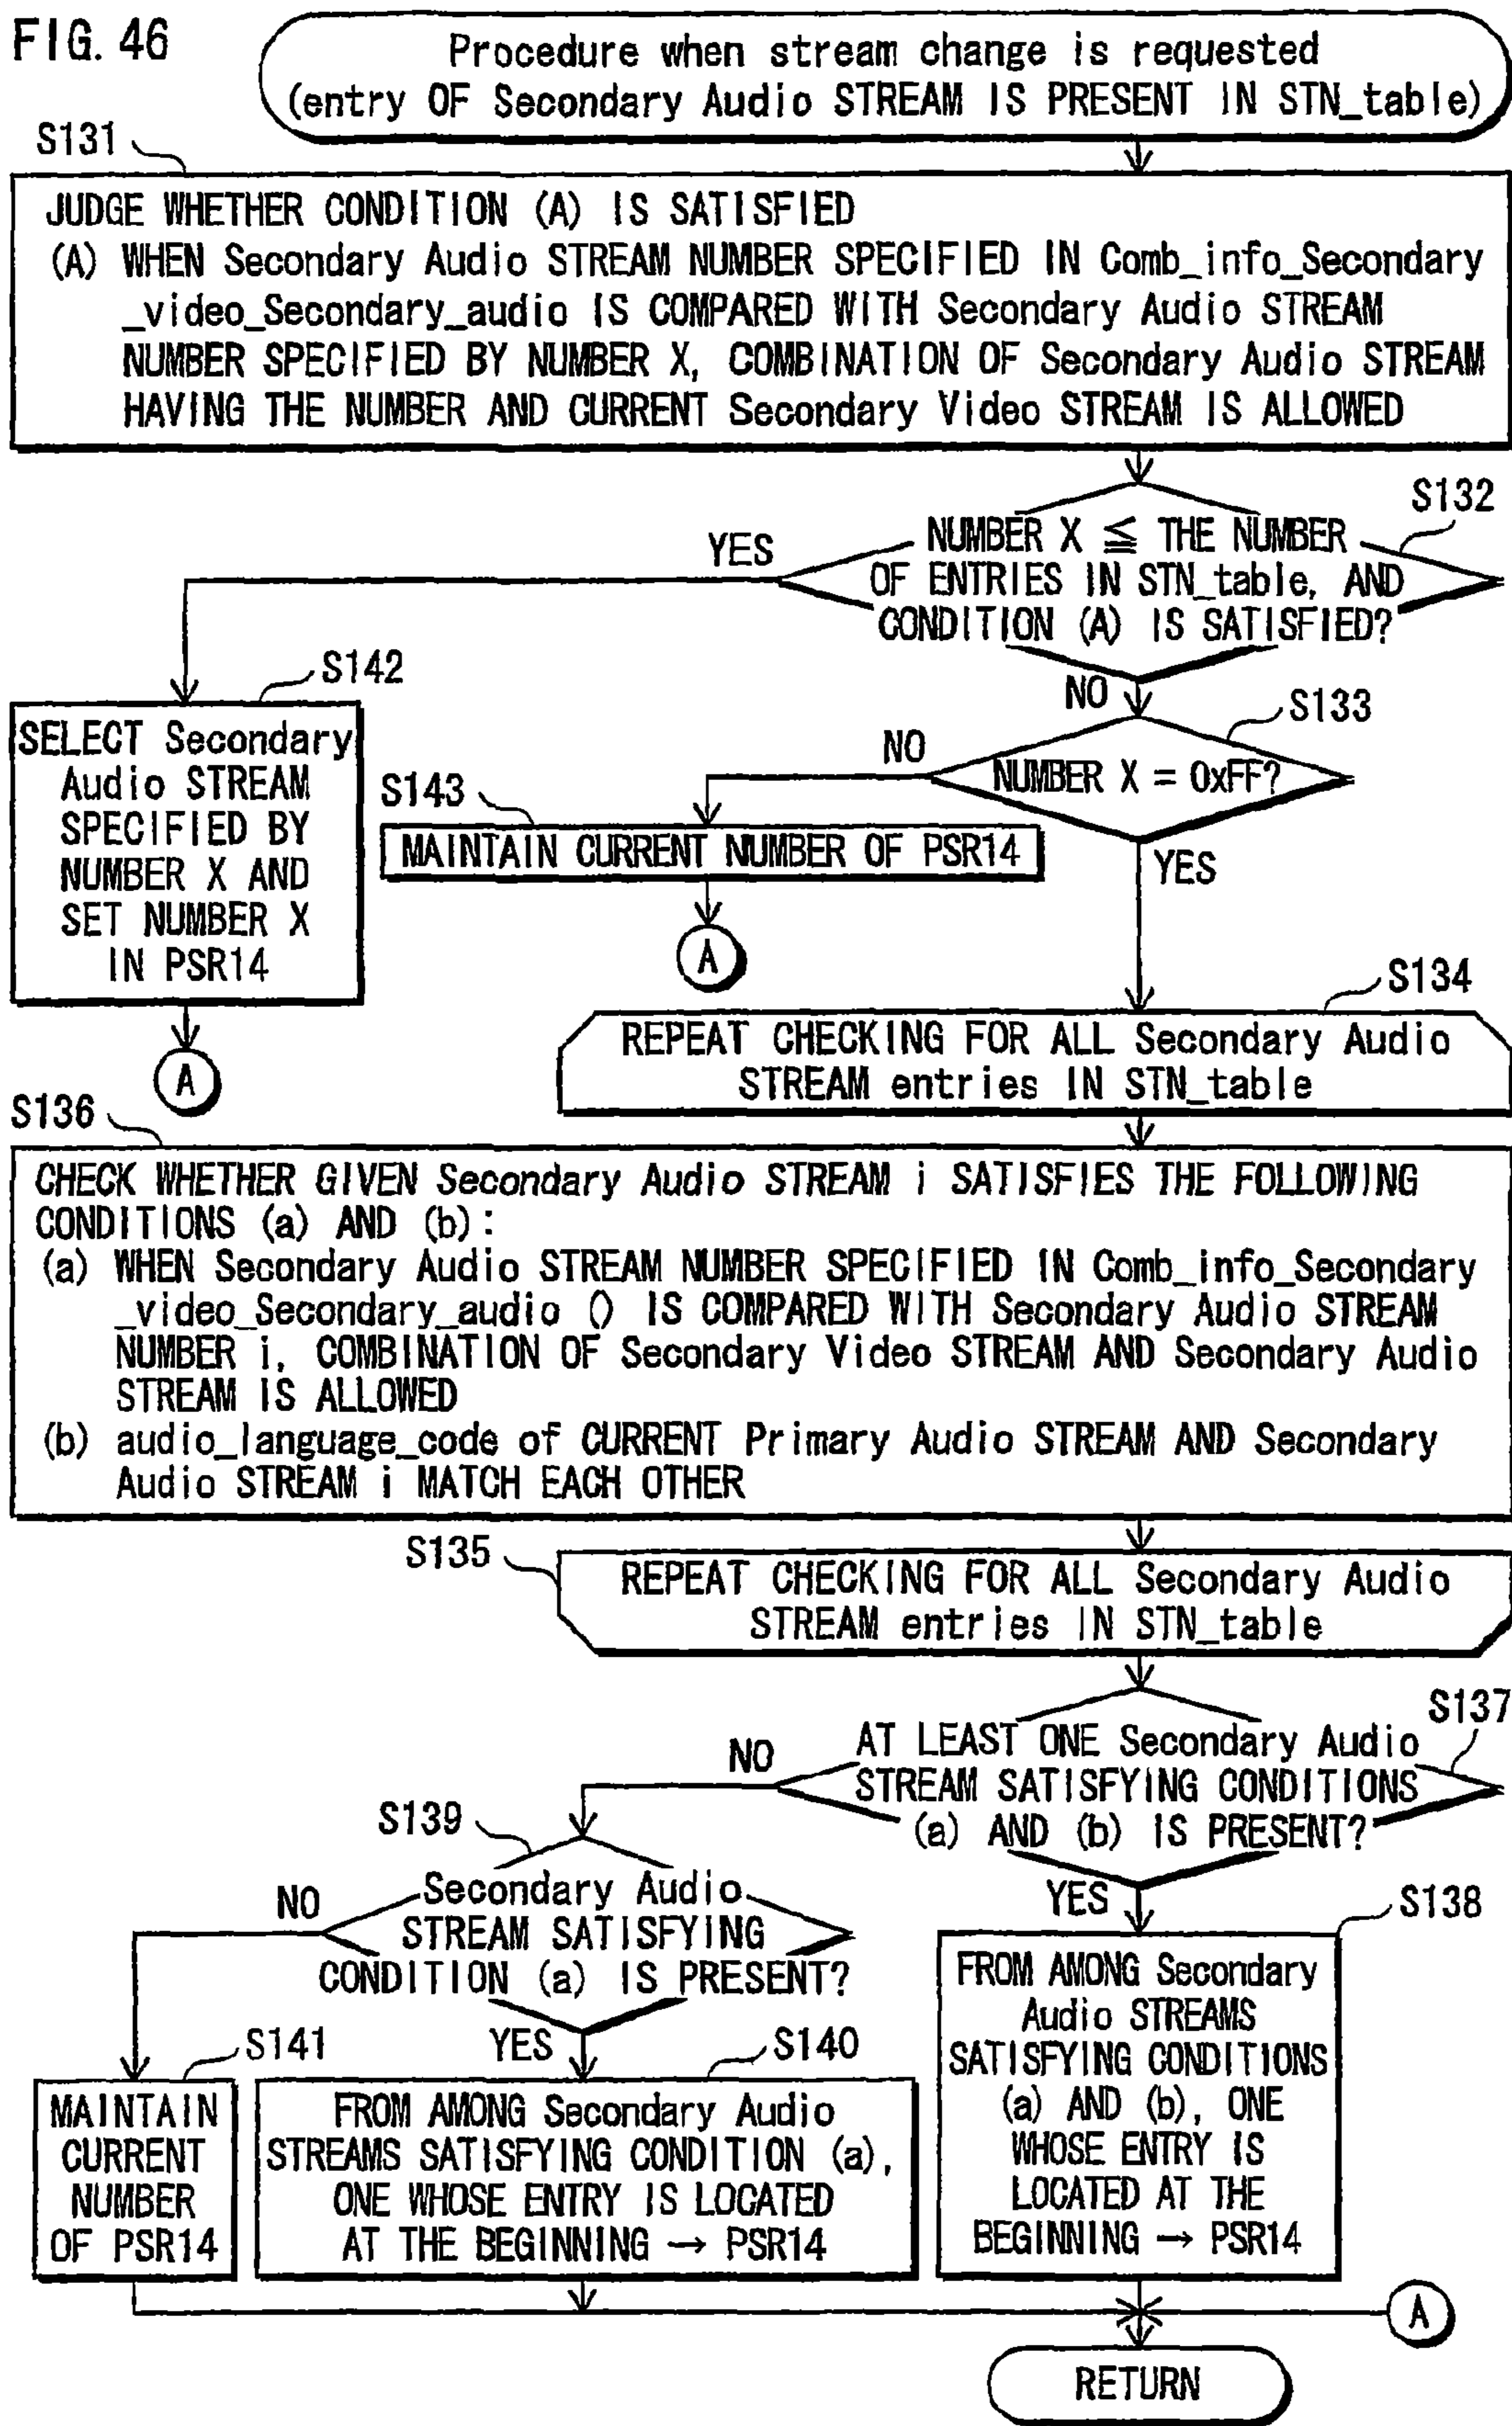 FIG. 46
Procedure when stream change is requested
(entry OF Secondary Audio STREAM IS PRESENT IN STN_table)
S131
JUDGE WHETHER CONDITION (A) IS SATISFIED
(A) WHEN Secondary Audio STREAM NUMBER SPECIFIED IN Comb_info_Secondary
_video_Secondary_audio IS COMPARED WITH Secondary Audio STREAM
NUMBER SPECIFIED BY NUMBER X, COMBINATION OF Secondary Audio STREAM
HAVING THE NUMBER AND CURRENT Secondary Video STREAM IS ALLOWED
S132
NUMBER X ≦ THE NUMBER
OF ENTRIES IN STN_table, AND
CONDITION (A) IS SATISFIED?
YES
NO
S142
SELECT Secondary
Audio STREAM
SPECIFIED BY
NUMBER X AND
SET NUMBER X
IN PSR14
A
S133
NUMBER X = 0xFF?
NO
YES
S143
MAINTAIN CURRENT NUMBER OF PSR14
A
S134
REPEAT CHECKING FOR ALL Secondary Audio
STREAM entries IN STN_table
S136
CHECK WHETHER GIVEN Secondary Audio STREAM i SATISFIES THE FOLLOWING
CONDITIONS (a) AND (b):
(a) WHEN Secondary Audio STREAM NUMBER SPECIFIED IN Comb_info_Secondary
_video_Secondary_audio () IS COMPARED WITH Secondary Audio STREAM
NUMBER i, COMBINATION OF Secondary Video STREAM AND Secondary Audio
STREAM IS ALLOWED
(b) audio_language_code of CURRENT Primary Audio STREAM AND Secondary
Audio STREAM i MATCH EACH OTHER
S135
REPEAT CHECKING FOR ALL Secondary Audio
STREAM entries IN STN_table
S137
AT LEAST ONE Secondary Audio
STREAM SATISFYING CONDITIONS
(a) AND (b) IS PRESENT?
NO
YES
S139
Secondary Audio
STREAM SATISFYING
CONDITION (a) IS PRESENT?
NO
YES
S138
FROM AMONG Secondary
Audio STREAMS
SATISFYING CONDITIONS
(a) AND (b), ONE
WHOSE ENTRY IS
LOCATED AT THE
BEGINNING → PSR14
S141
MAINTAIN
CURRENT
NUMBER
OF PSR14
S140
FROM AMONG Secondary Audio
STREAMS SATISFYING CONDITION (a),
ONE WHOSE ENTRY IS LOCATED
AT THE BEGINNING → PSR14
A
RETURN